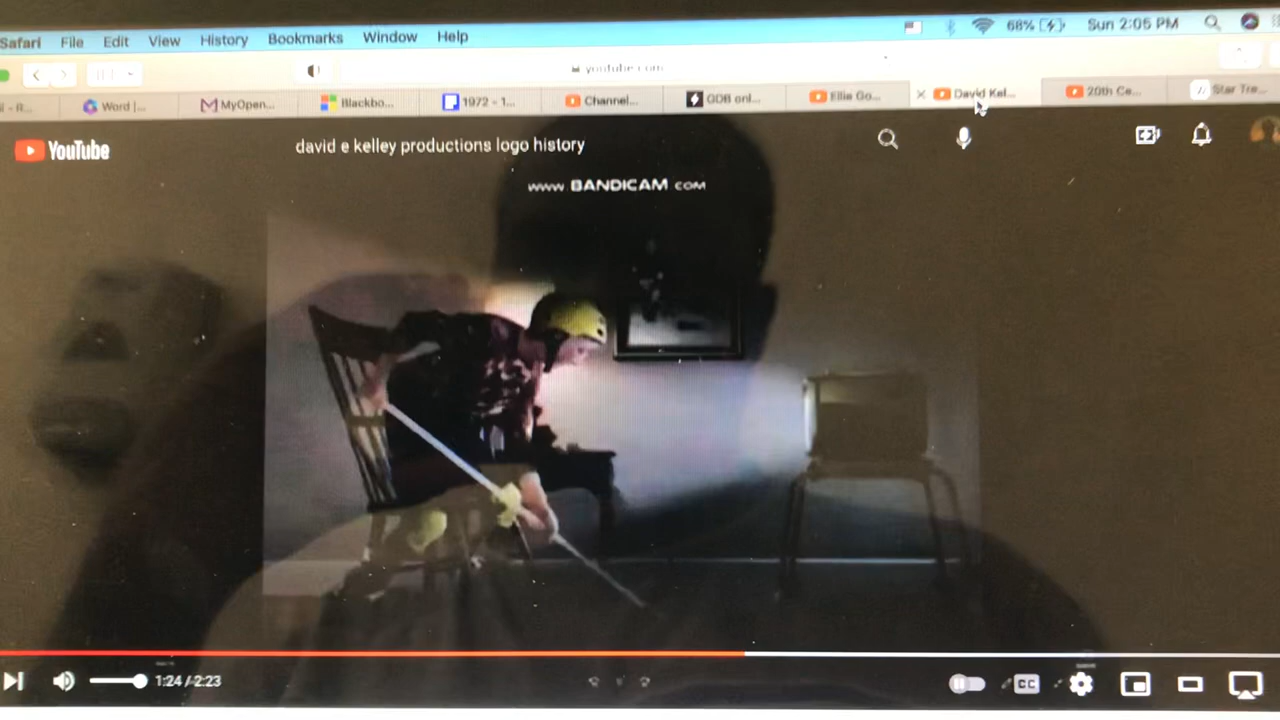 Safari File Edit View History Bookmarks Window Help 68% Sun 2:05 PM
youtube.com
Word |... MyOpen... Blackbo... 1972 - 1... Channel... GDB onl... Ellie Go... David Kel... 20th Ce... Star Tre...
YouTube david e kelley productions logo history
www BANDICAM COM
1:24 / 2:23 CC